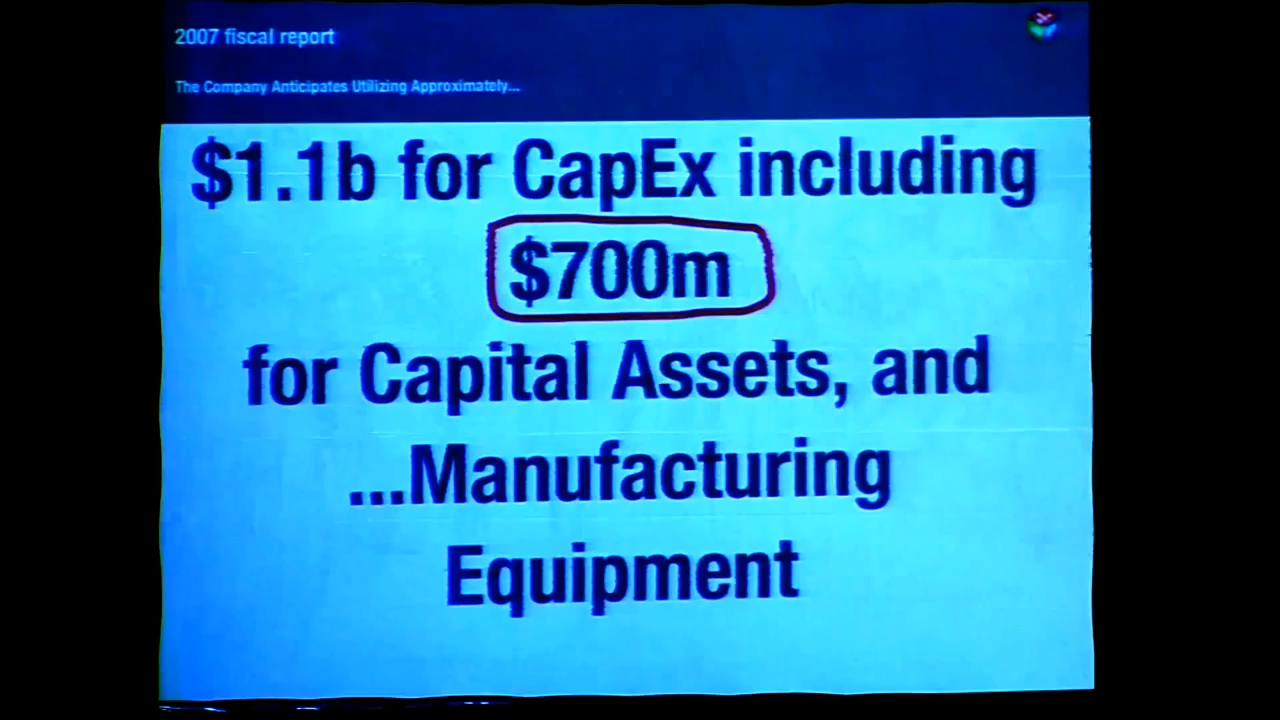 2007 fiscal report
The Company Anticipates Utilizing Approximately...
$1.1b for CapEx including
$700m
for Capital Assets, and
...Manufacturing
Equipment